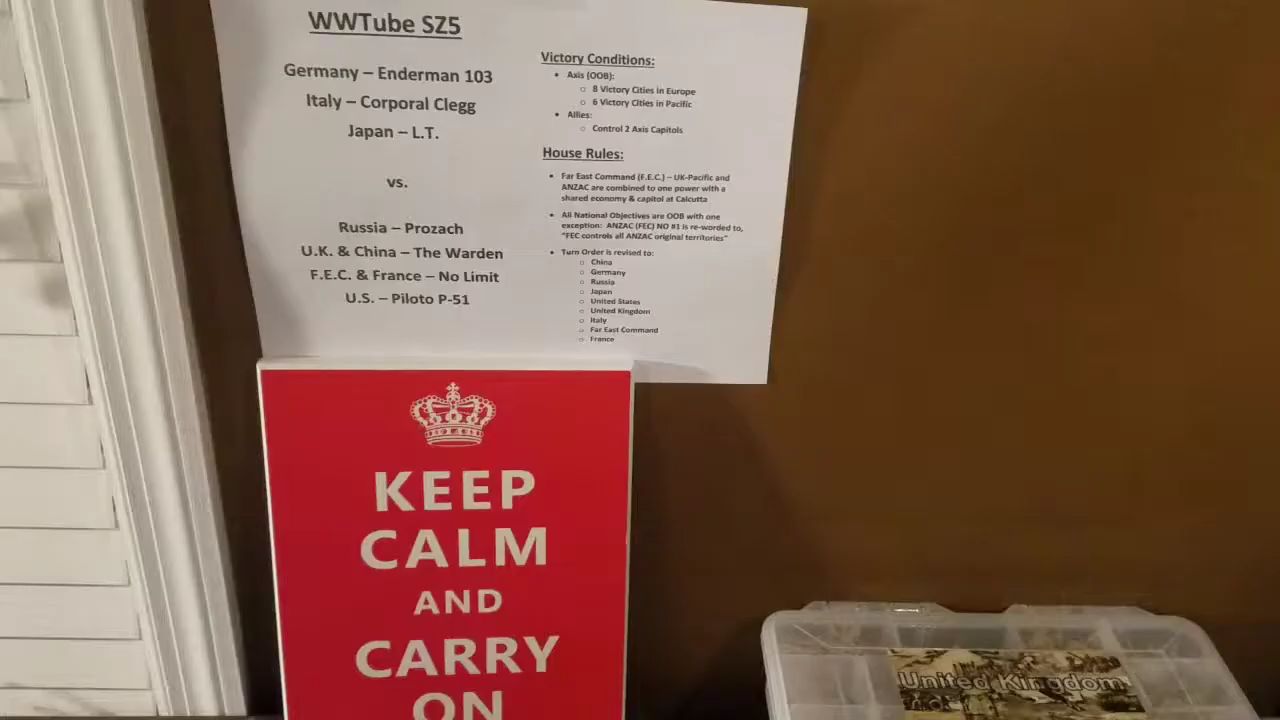 WWTube SZ5
Germany – Enderman 103
Italy – Corporal Clegg
Japan – L.T.
vs.
Russia – Prozach
U.K. & China – The Warden
F.E.C. & France – No Limit
U.S. – Piloto P-51
Victory Conditions:
• Axis (OOB):
○ 8 Victory Cities in Europe
○ 6 Victory Cities in Pacific
• Allies:
○ Control 2 Axis Capitols
House Rules:
• Far East Command (F.E.C.) – UK-Pacific and
ANZAC are combined to one power with a
shared economy & capitol at Calcutta
• All National Objectives are OOB with one
exception: ANZAC (FEC) NO #1 is re-worded to,
"FEC controls all ANZAC original territories"
• Turn Order is revised to:
○ China
○ Germany
○ Russia
○ Japan
○ United States
○ United Kingdom
○ Italy
○ Far East Command
○ France
KEEP
CALM
AND
CARRY
ON
United Kingdom